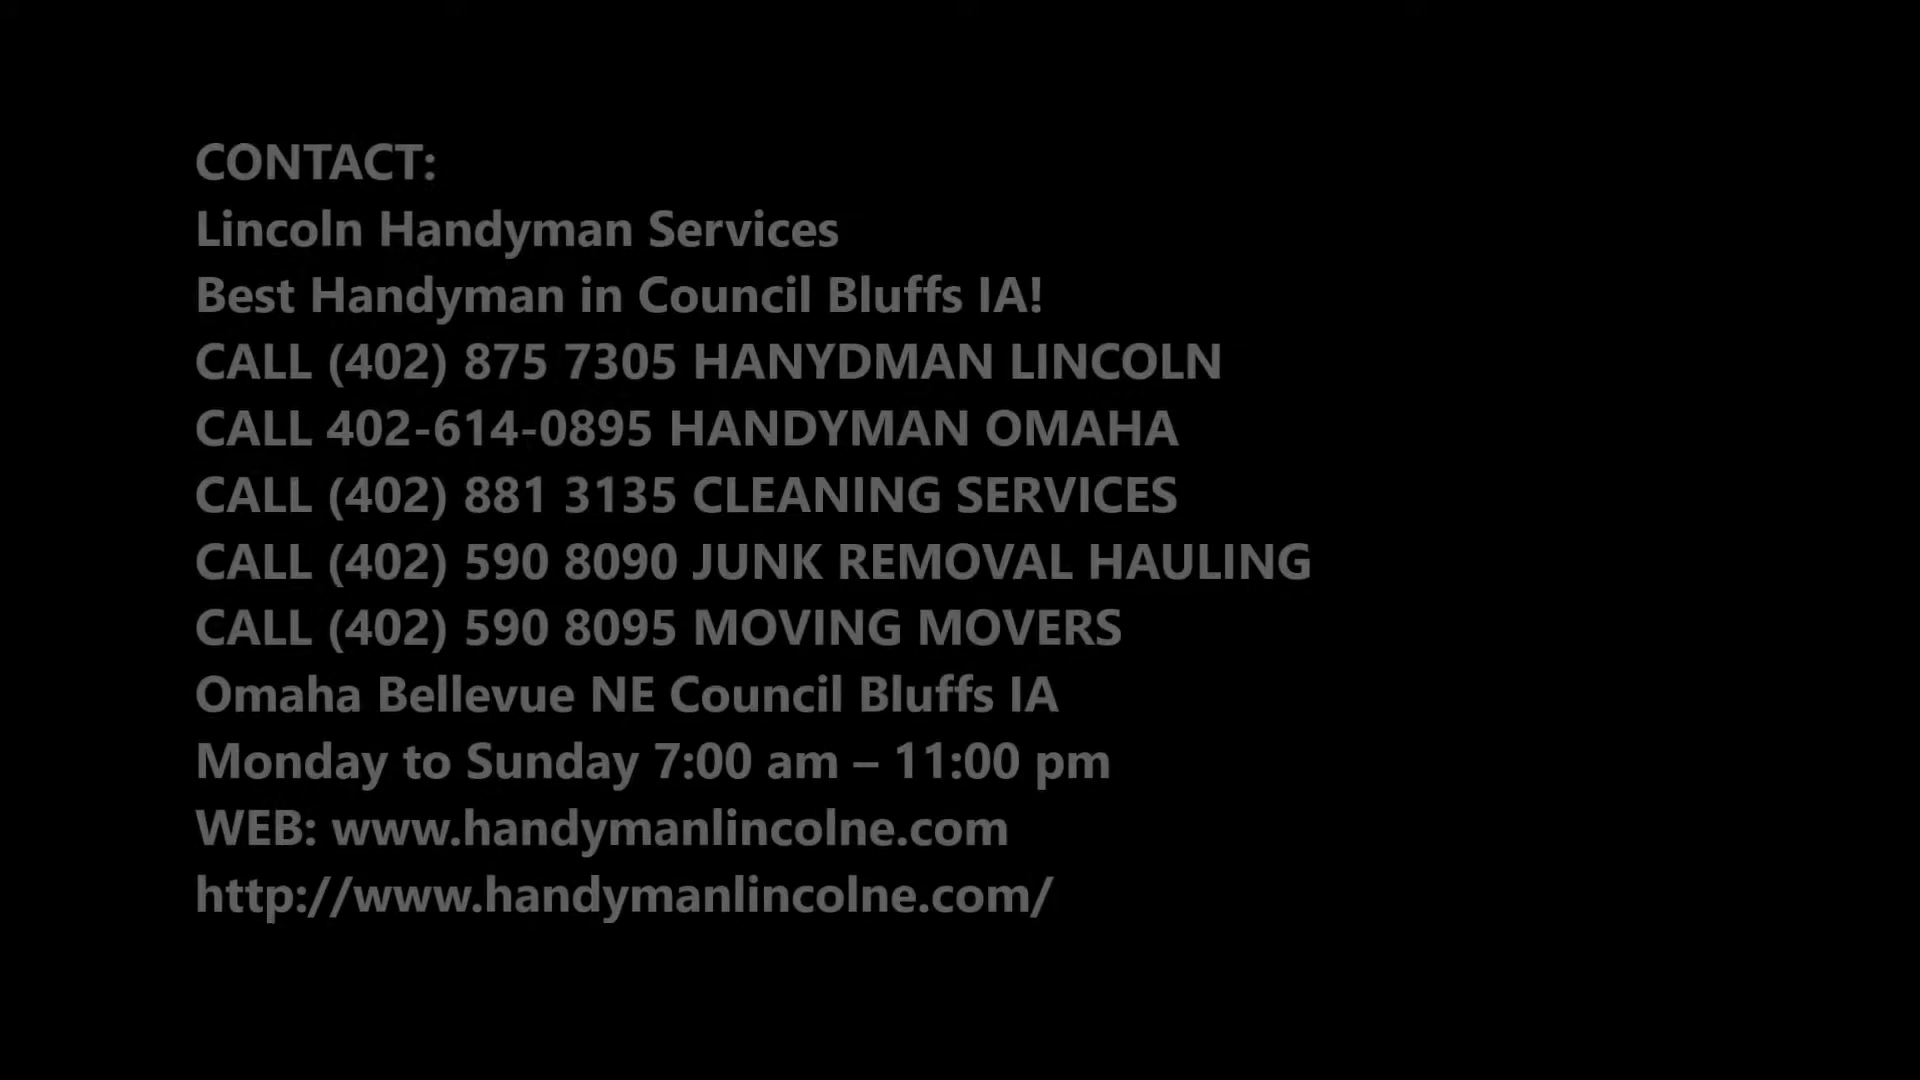 CONTACT:
Lincoln Handyman Services
Best Handyman in Council Bluffs IA!
CALL (402) 875 7305 HANYDMAN LINCOLN
CALL 402-614-0895 HANDYMAN OMAHA
CALL (402) 881 3135 CLEANING SERVICES
CALL (402) 590 8090 JUNK REMOVAL HAULING
CALL (402) 590 8095 MOVING MOVERS
Omaha Bellevue NE Council Bluffs IA
Monday to Sunday 7:00 am – 11:00 pm
WEB: www.handymanlincolne.com
http://www.handymanlincolne.com/